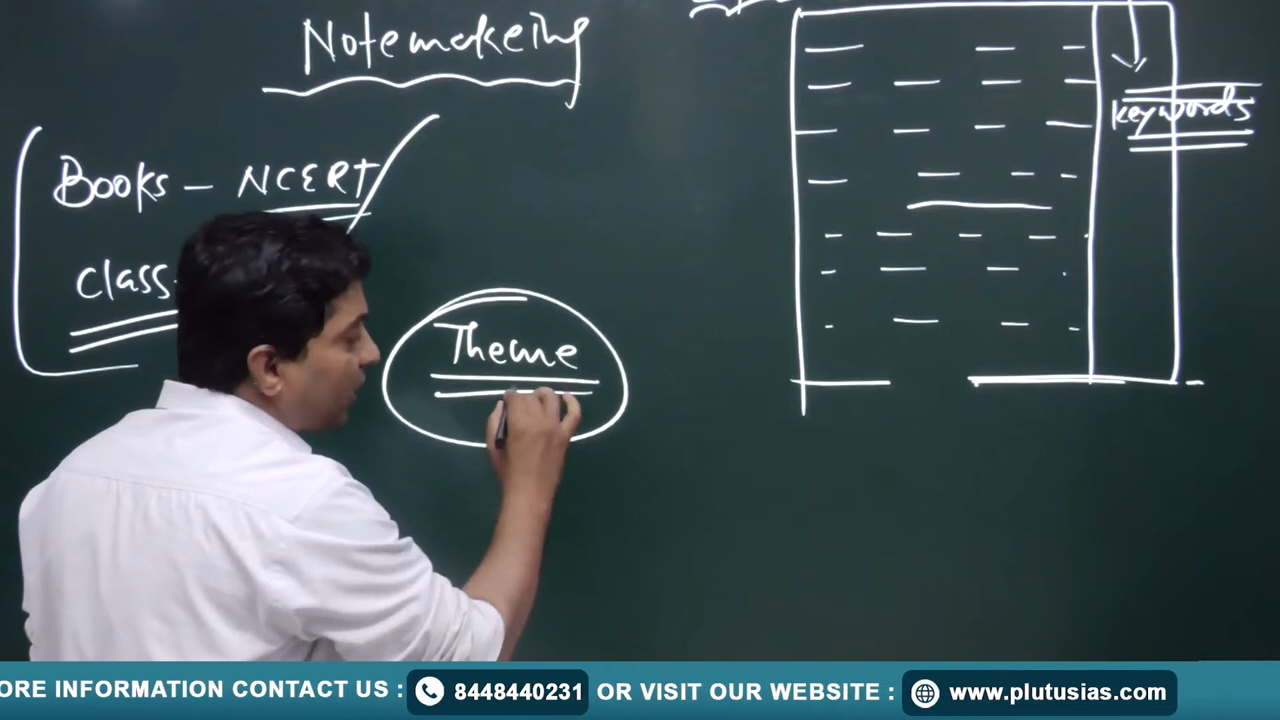 Notemakeing
Books - NCERT
class-
Theme
keywords
ORE INFORMATION CONTACT US : 8448440231 OR VISIT OUR WEBSITE : www.plutusias.com